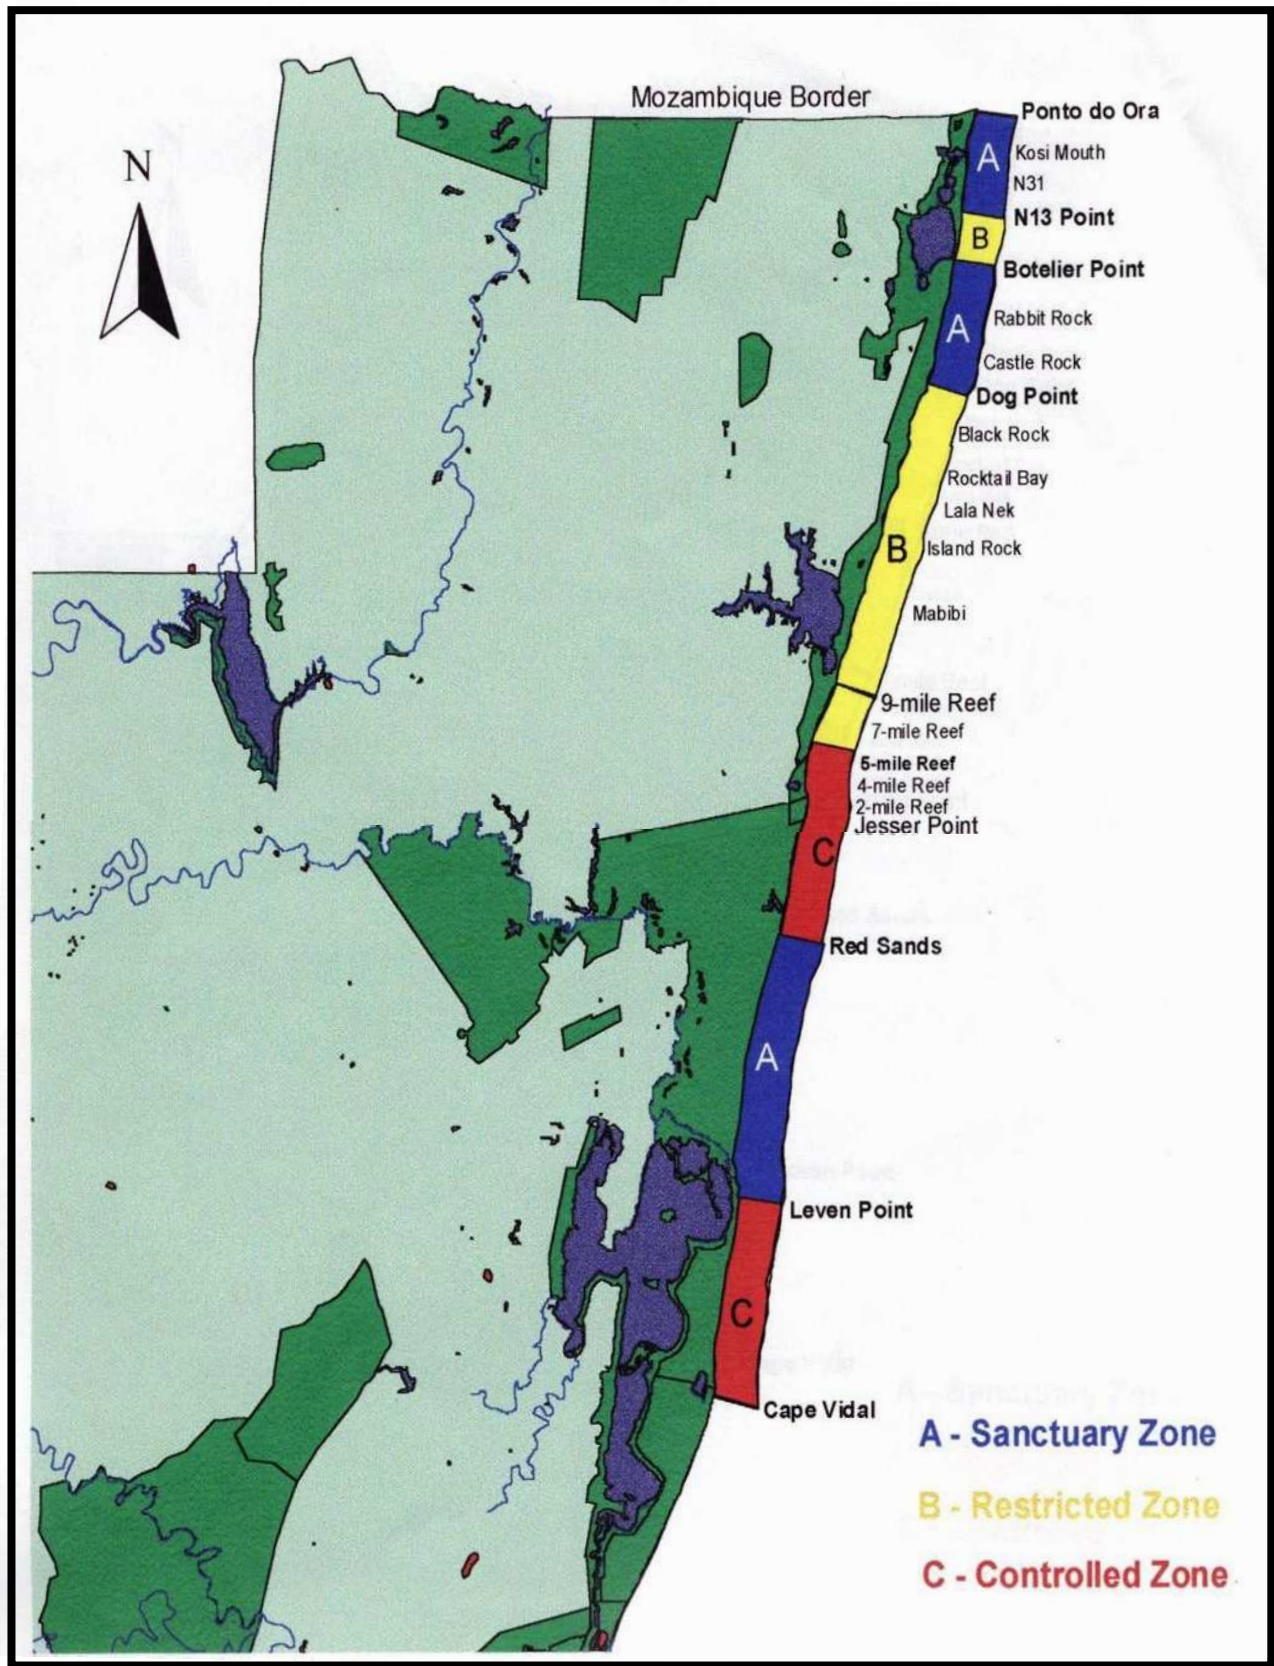 Mozambique Border
Ponto do Ora
N
A
Kosi Mouth
N31
N13 Point
B
Botelier Point
A
Rabbit Rock
Castle Rock
Dog Point
Black Rock
Rocktail Bay
Lala Nek
B
Island Rock
Mabibi
9-mile Reef
7-mile Reef
5-mile Reef
4-mile Reef
2-mile Reef
Jesser Point
C
Red Sands
A
Leven Point
C
Cape Vidal
A - Sanctuary Zone
B - Restricted Zone
C - Controlled Zone